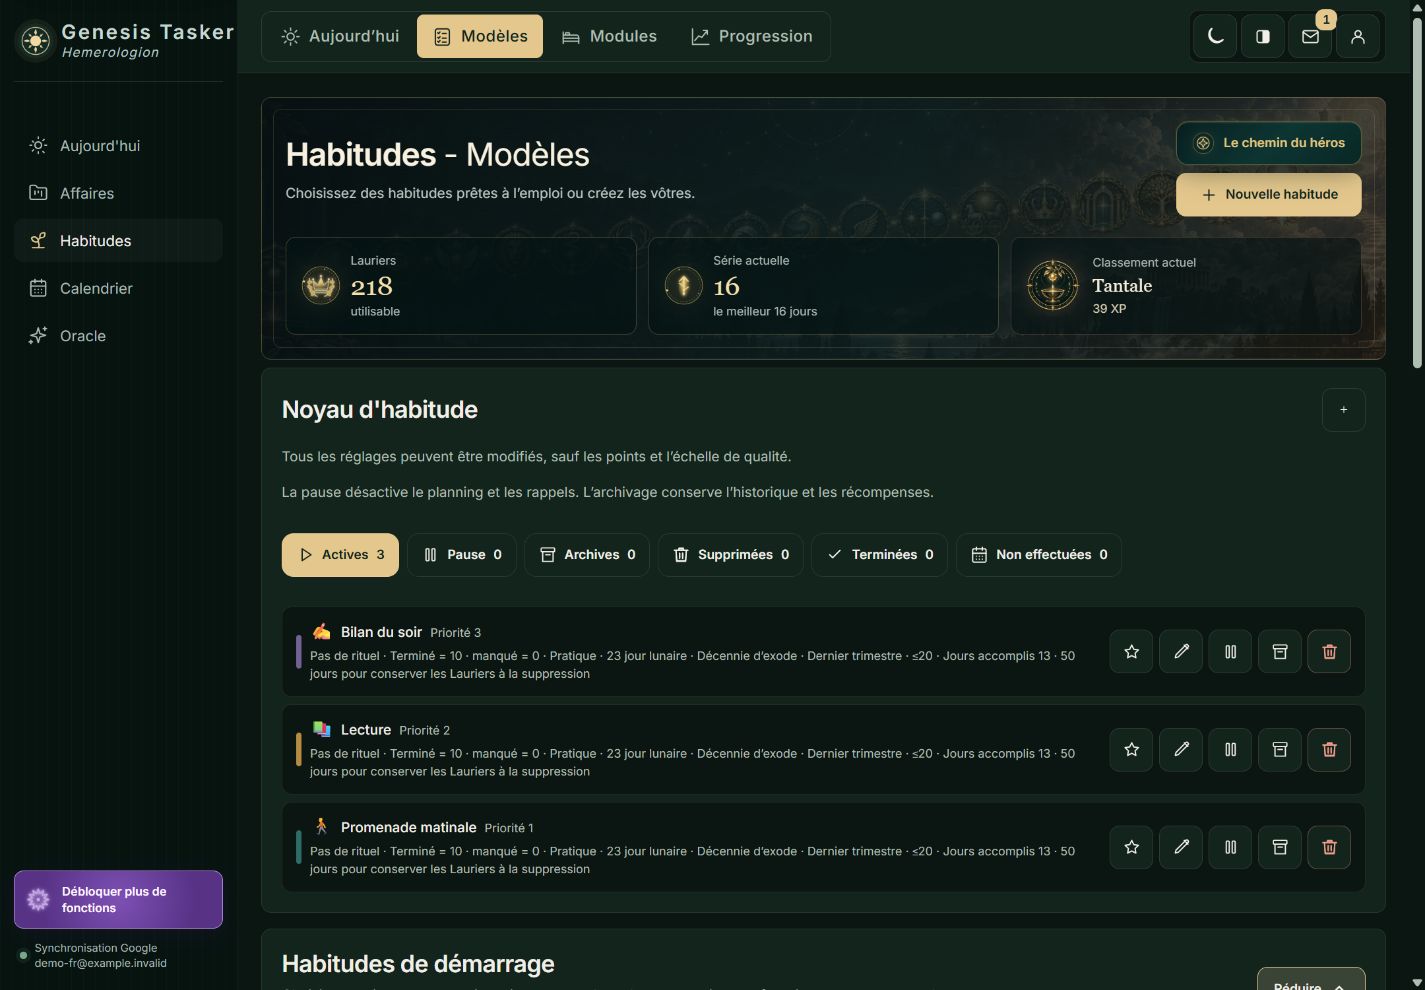 Genesis Tasker
Hemerologion
Aujourd'hui
Affaires
Habitudes
Calendrier
Oracle
Débloquer plus de
fonctions
Synchronisation Google
demo-fr@example.invalid
Aujourd’hui
Modèles
Modules
Progression
1
Habitudes - Modèles
Choisissez des habitudes prêtes à l’emploi ou créez les vôtres.
Le chemin du héros
+ Nouvelle habitude
Lauriers
218
utilisable
Série actuelle
16
le meilleur 16 jours
Classement actuel
Tantale
39 XP
Noyau d'habitude
+
Tous les réglages peuvent être modifiés, sauf les points et l’échelle de qualité.
La pause désactive le planning et les rappels. L’archivage conserve l’historique et les récompenses.
Actives 3
Pause 0
Archives 0
Supprimées 0
Terminées 0
Non effectuées 0
Bilan du soir Priorité 3
Pas de rituel · Terminé = 10 · manqué = 0 · Pratique · 23 jour lunaire · Décennie d’exode · Dernier trimestre · ≤20 · Jours accomplis 13 · 50
jours pour conserver les Lauriers à la suppression
Lecture Priorité 2
Pas de rituel · Terminé = 10 · manqué = 0 · Pratique · 23 jour lunaire · Décennie d’exode · Dernier trimestre · ≤20 · Jours accomplis 13 · 50
jours pour conserver les Lauriers à la suppression
Promenade matinale Priorité 1
Pas de rituel · Terminé = 10 · manqué = 0 · Pratique · 23 jour lunaire · Décennie d’exode · Dernier trimestre · ≤20 · Jours accomplis 13 · 50
jours pour conserver les Lauriers à la suppression
Habitudes de démarrage
Réduire